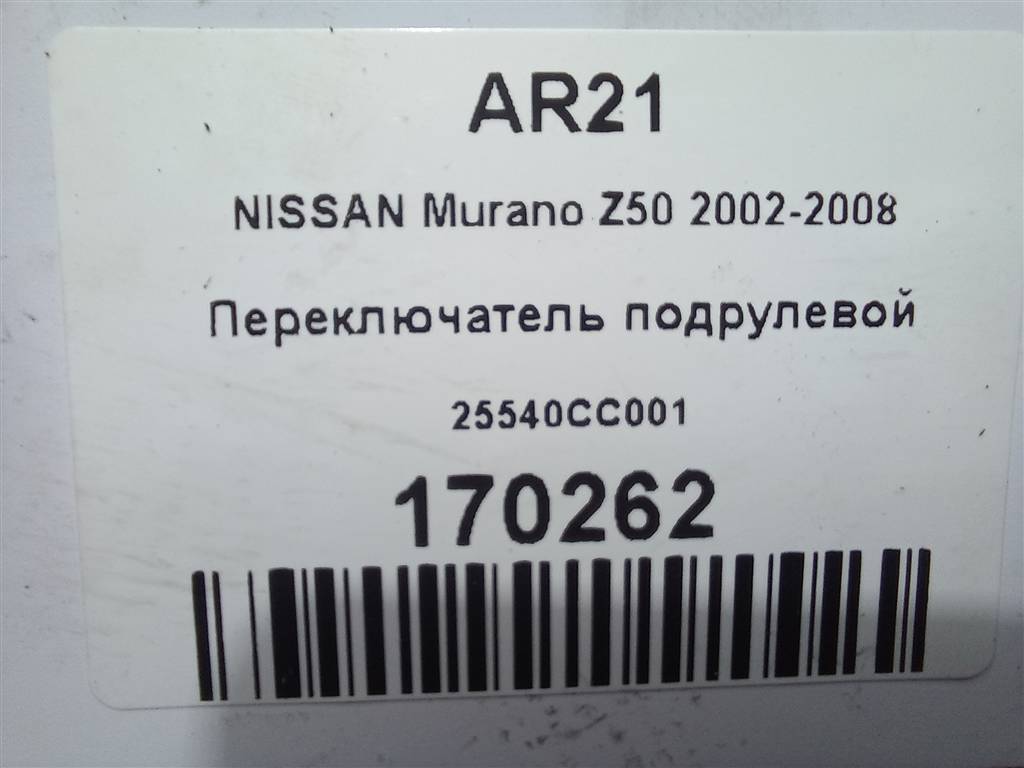 AR21
NISSAN Murano Z50 2002-2008
Переключатель подрулевой
25540CC001
170262